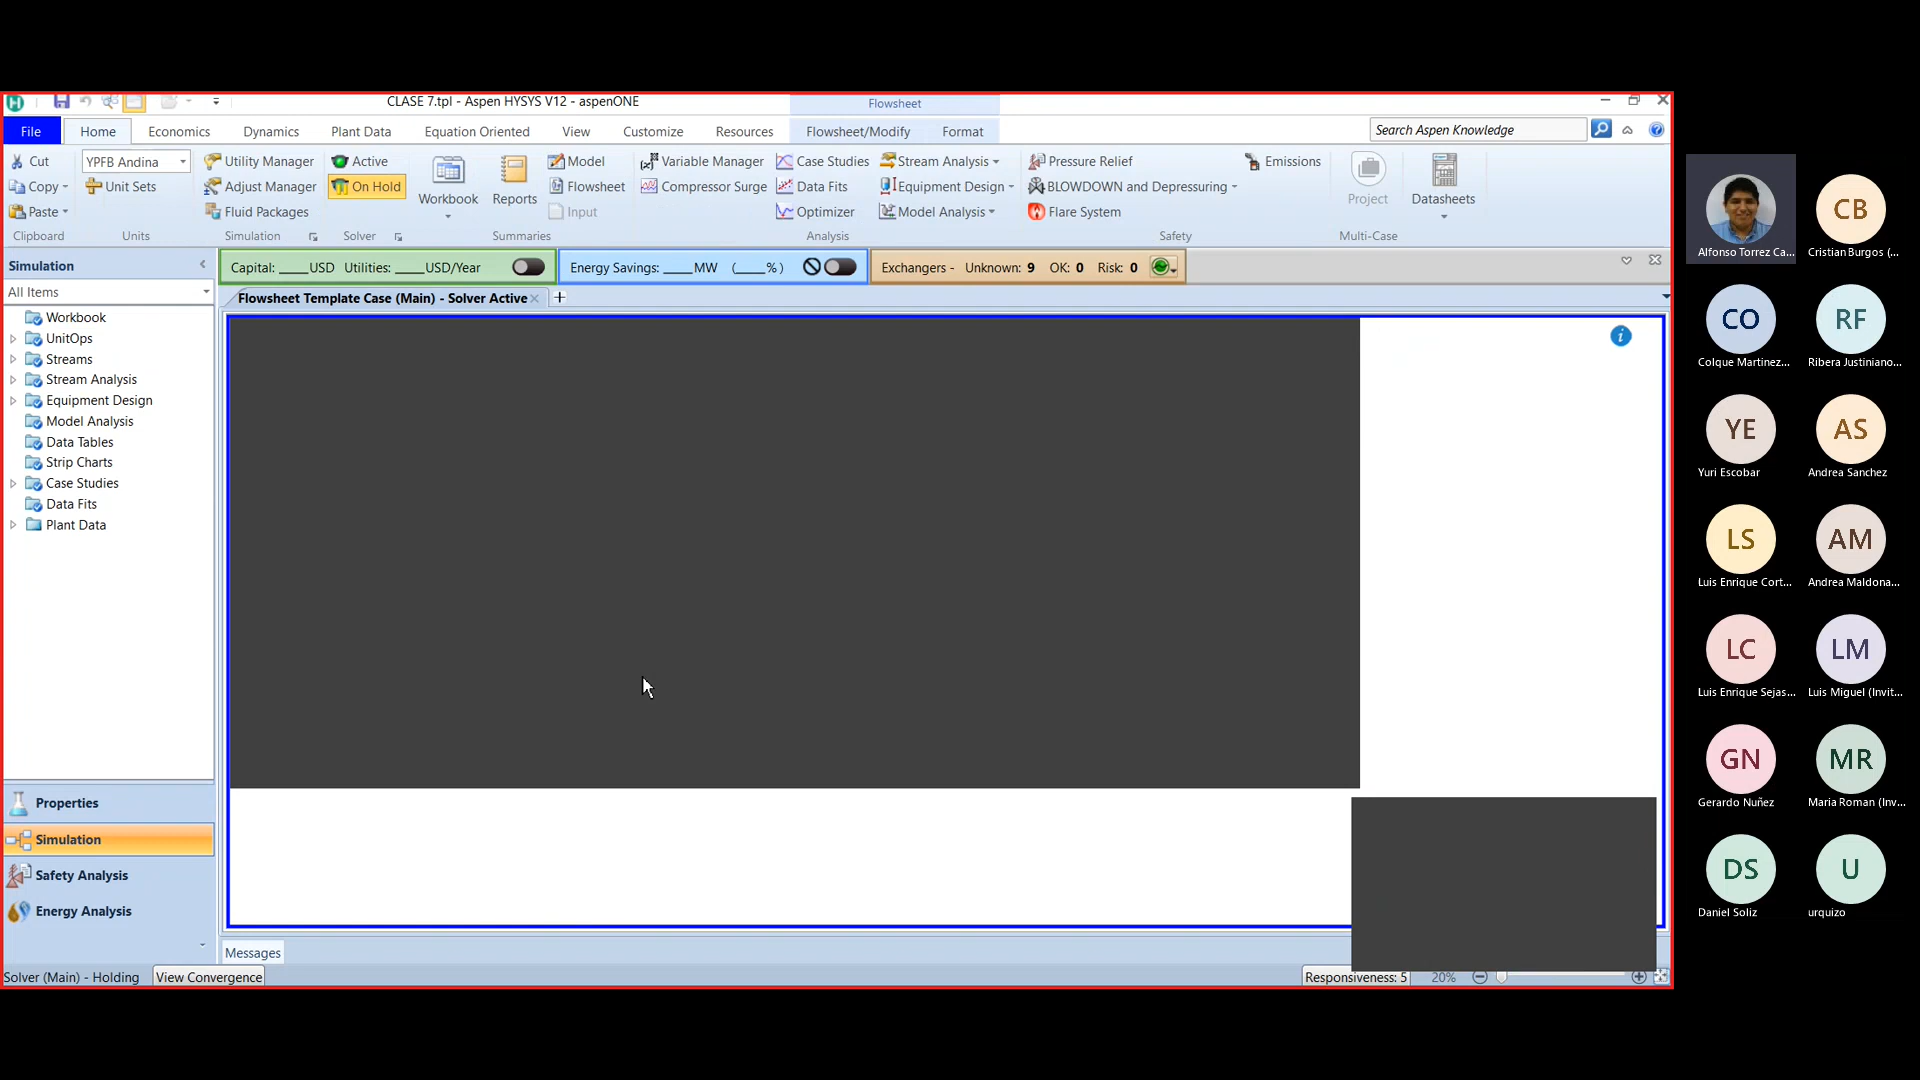 CLASE 7.tpl - Aspen HYSYS V12 - aspenONE
Flowsheet
File
Home
Economics
Dynamics
Plant Data
Equation Oriented
View
Customize
Resources
Flowsheet/Modify
Format
Search Aspen Knowledge
Cut
Copy
Paste
Clipboard
YPFB Andina
Unit Sets
Units
Utility Manager
Adjust Manager
Fluid Packages
Simulation
Active
On Hold
Solver
Workbook
Reports
Model
Flowsheet
Input
Summaries
Variable Manager
Compressor Surge
Case Studies
Data Fits
Optimizer
Stream Analysis
Equipment Design
Model Analysis
Analysis
Pressure Relief
BLOWDOWN and Depressuring
Flare System
Emissions
Safety
Project
Multi-Case
Datasheets
Simulation
All Items
Workbook
UnitOps
Streams
Stream Analysis
Equipment Design
Model Analysis
Data Tables
Strip Charts
Case Studies
Data Fits
Plant Data
Properties
Simulation
Safety Analysis
Energy Analysis
Capital: ____USD Utilities: ____USD/Year
Energy Savings: ____MW (____%)
Exchangers - Unknown: 9 OK: 0 Risk: 0
Flowsheet Template Case (Main) - Solver Active
Messages
Solver (Main) - Holding
View Convergence
Responsiveness: 5
20%
Alfonso Torrez Ca...
CB
Cristian Burgos (...
CO
Colque Martinez...
RF
Ribera Justiniano...
YE
Yuri Escobar
AS
Andrea Sanchez
LS
Luis Enrique Cort...
AM
Andrea Maldona...
LC
Luis Enrique Sejas...
LM
Luis Miguel (Invit...
GN
Gerardo Nuñez
MR
Maria Roman (Inv...
DS
Daniel Soliz
U
urquizo